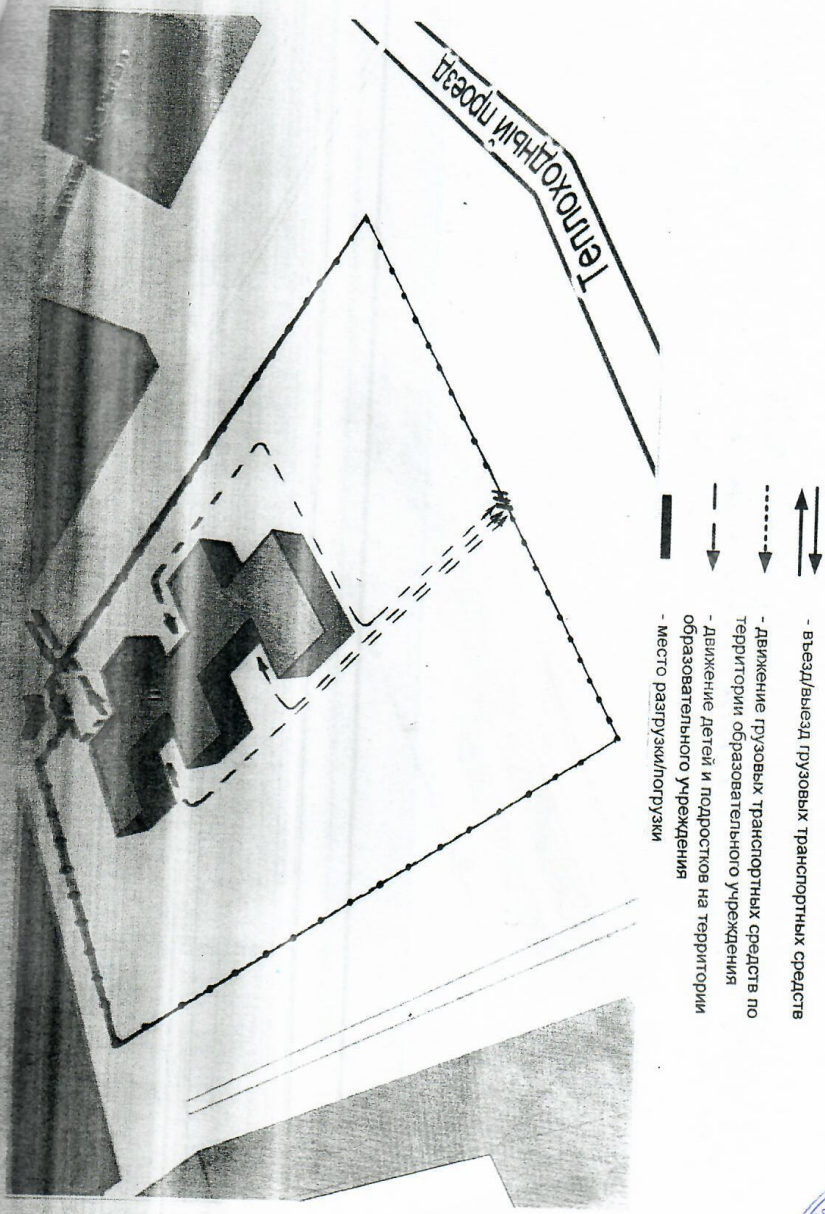 Теплоходный проезд
- въезд/выезд грузовых транспортных средств
- движение грузовых транспортных средств по
территории образовательного учреждения
- движение детей и подростков на территории
образовательного учреждения
- место разгрузки/погрузки